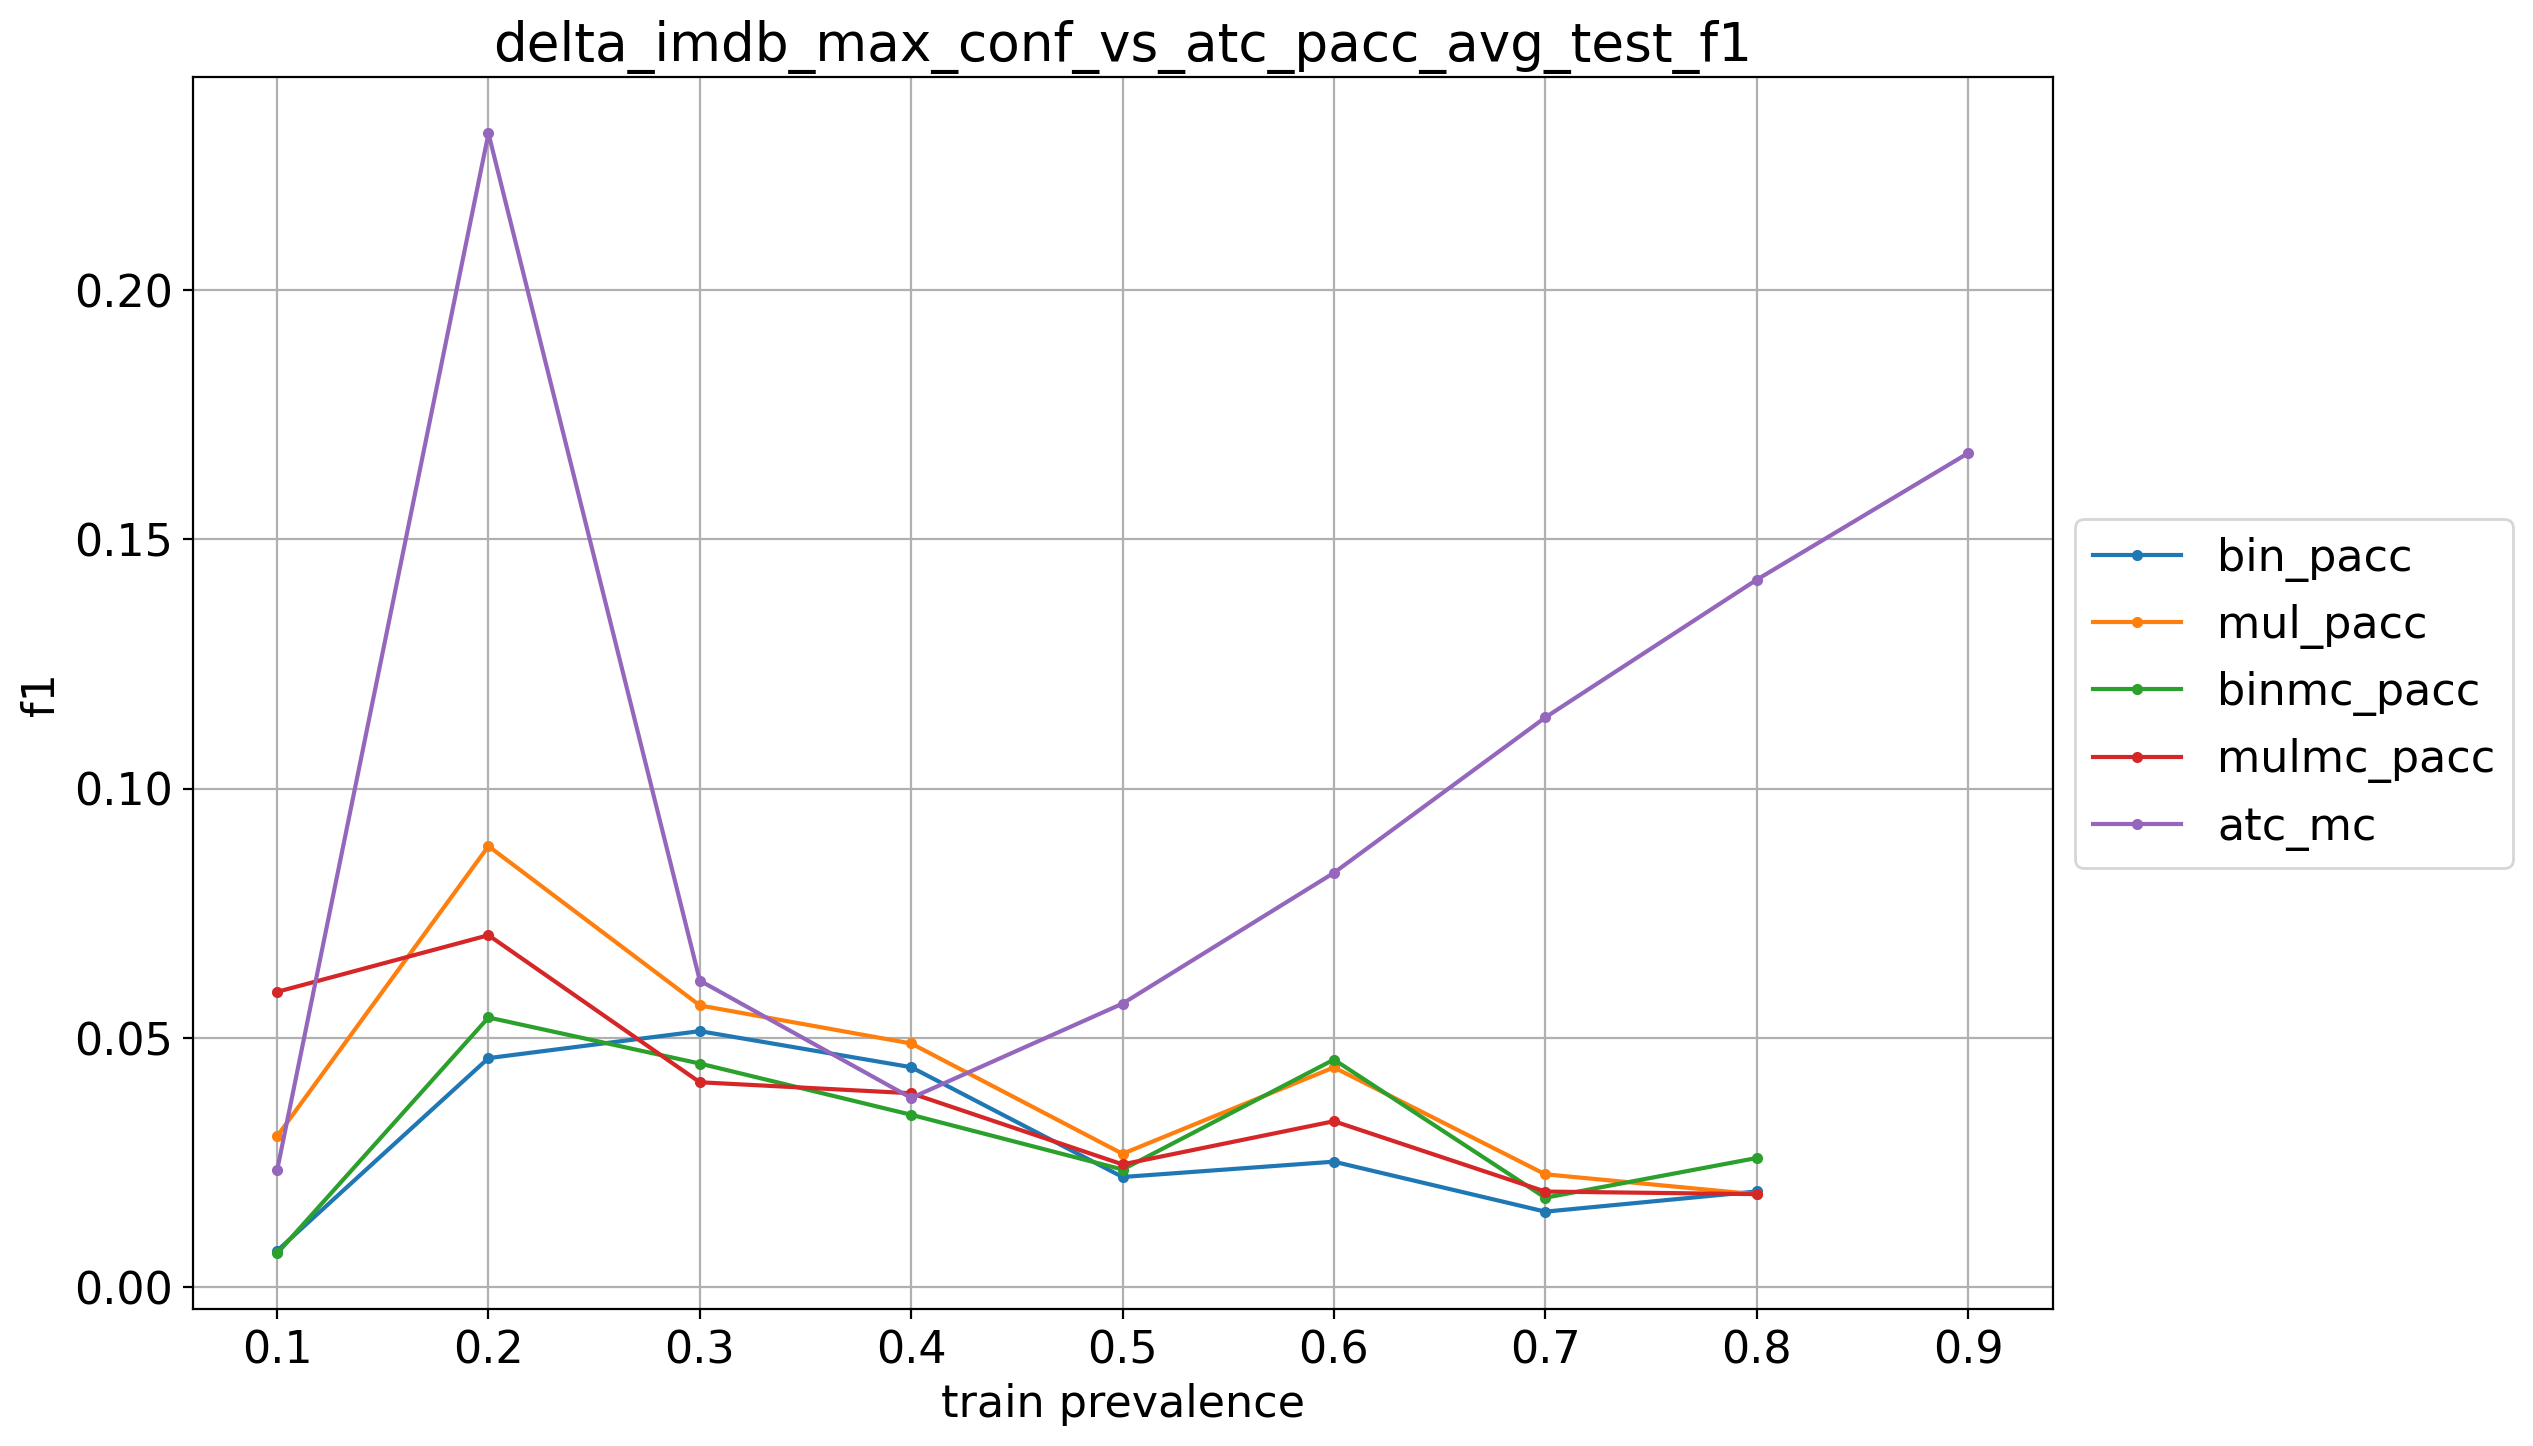 delta_imdb_max_conf_vs_atc_pacc_avg_test_f1
f1
0.20
0.15
0.10
0.05
0.00
0.1 0.2 0.3 0.4 0.5 0.6 0.7 0.8 0.9
train prevalence
bin_pacc
mul_pacc
binmc_pacc
mulmc_pacc
atc_mc